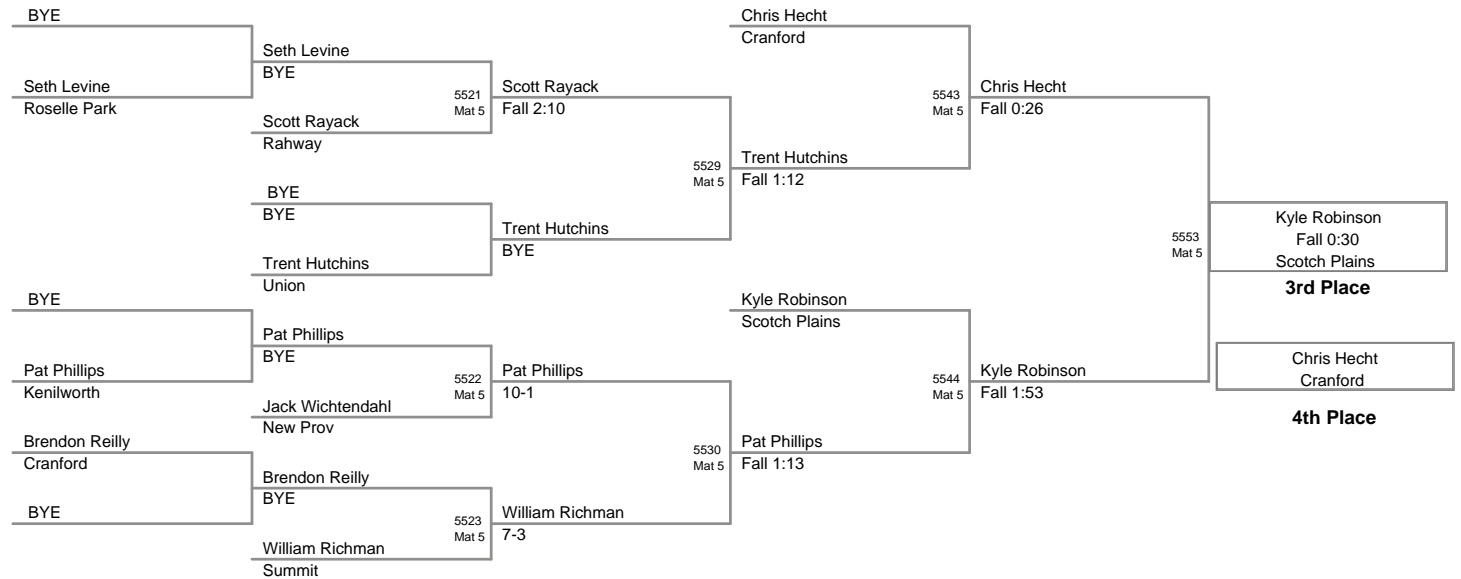 BYE
Seth Levine
Roselle Park
Seth Levine
BYE
Scott Rayack
Rahway
5521
Mat 5
Scott Rayack
Fall 2:10
BYE
BYE
Trent Hutchins
Union
Trent Hutchins
BYE
5529
Mat 5
Trent Hutchins
Fall 1:12
Chris Hecht
Cranford
5543
Mat 5
Chris Hecht
Fall 0:26
BYE
Pat Phillips
Kenilworth
Pat Phillips
BYE
Jack Wichtendahl
New Prov
5522
Mat 5
Pat Phillips
10-1
Brendon Reilly
Cranford
BYE
Brendon Reilly
BYE
William Richman
Summit
5523
Mat 5
William Richman
7-3
5530
Mat 5
Pat Phillips
Fall 1:13
Kyle Robinson
Scotch Plains
5544
Mat 5
Kyle Robinson
Fall 1:53
5553
Mat 5
Kyle Robinson
Fall 0:30
Scotch Plains
3rd Place
Chris Hecht
Cranford
4th Place